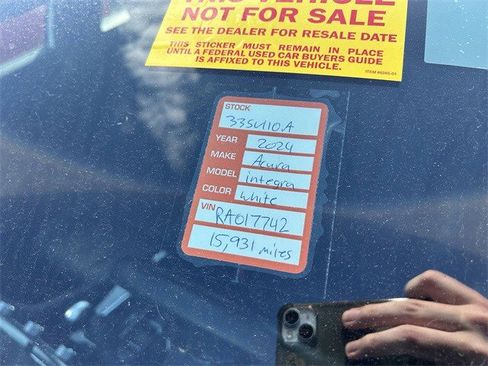 THIS VEHICLE
NOT FOR SALE
SEE THE DEALER FOR RESALE DATE
THIS STICKER MUST REMAIN IN PLACE
UNTIL A FEDERAL USED CAR BUYERS GUIDE
IS AFFIXED TO THIS VEHICLE.
STOCK
YEAR 2024
MAKE Acura
MODEL integra
COLOR white
VIN RA017742
15,931 miles